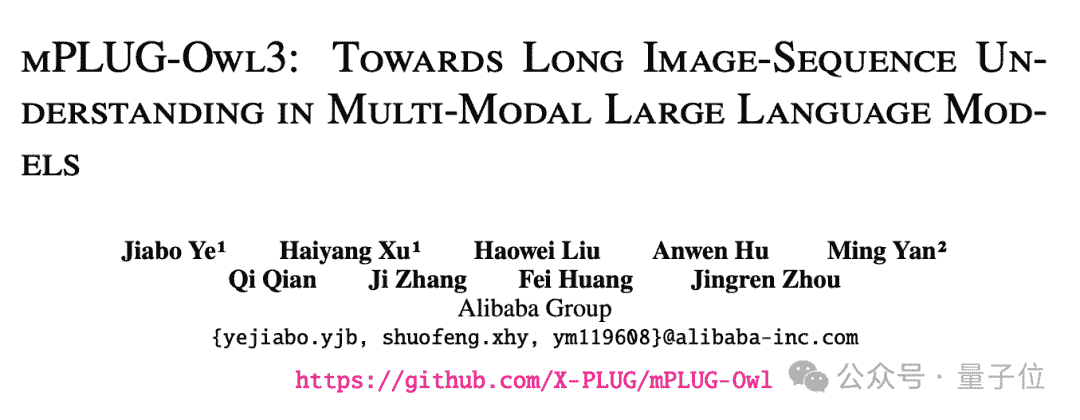 mPLUG-Owl3: Towards Long Image-Sequence Un-
derstanding in Multi-Modal Large Language Mod-
els
Jiabo Ye¹ Haiyang Xu¹ Haowei Liu Anwen Hu Ming Yan²
Qi Qian Ji Zhang Fei Huang Jingren Zhou
Alibaba Group
{yejiabo.yjb, shuofeng.xhy, ym119608}@alibaba-inc.com
https://github.com/X-PLUG/mPLUG-Owl
公众号 · 量子位